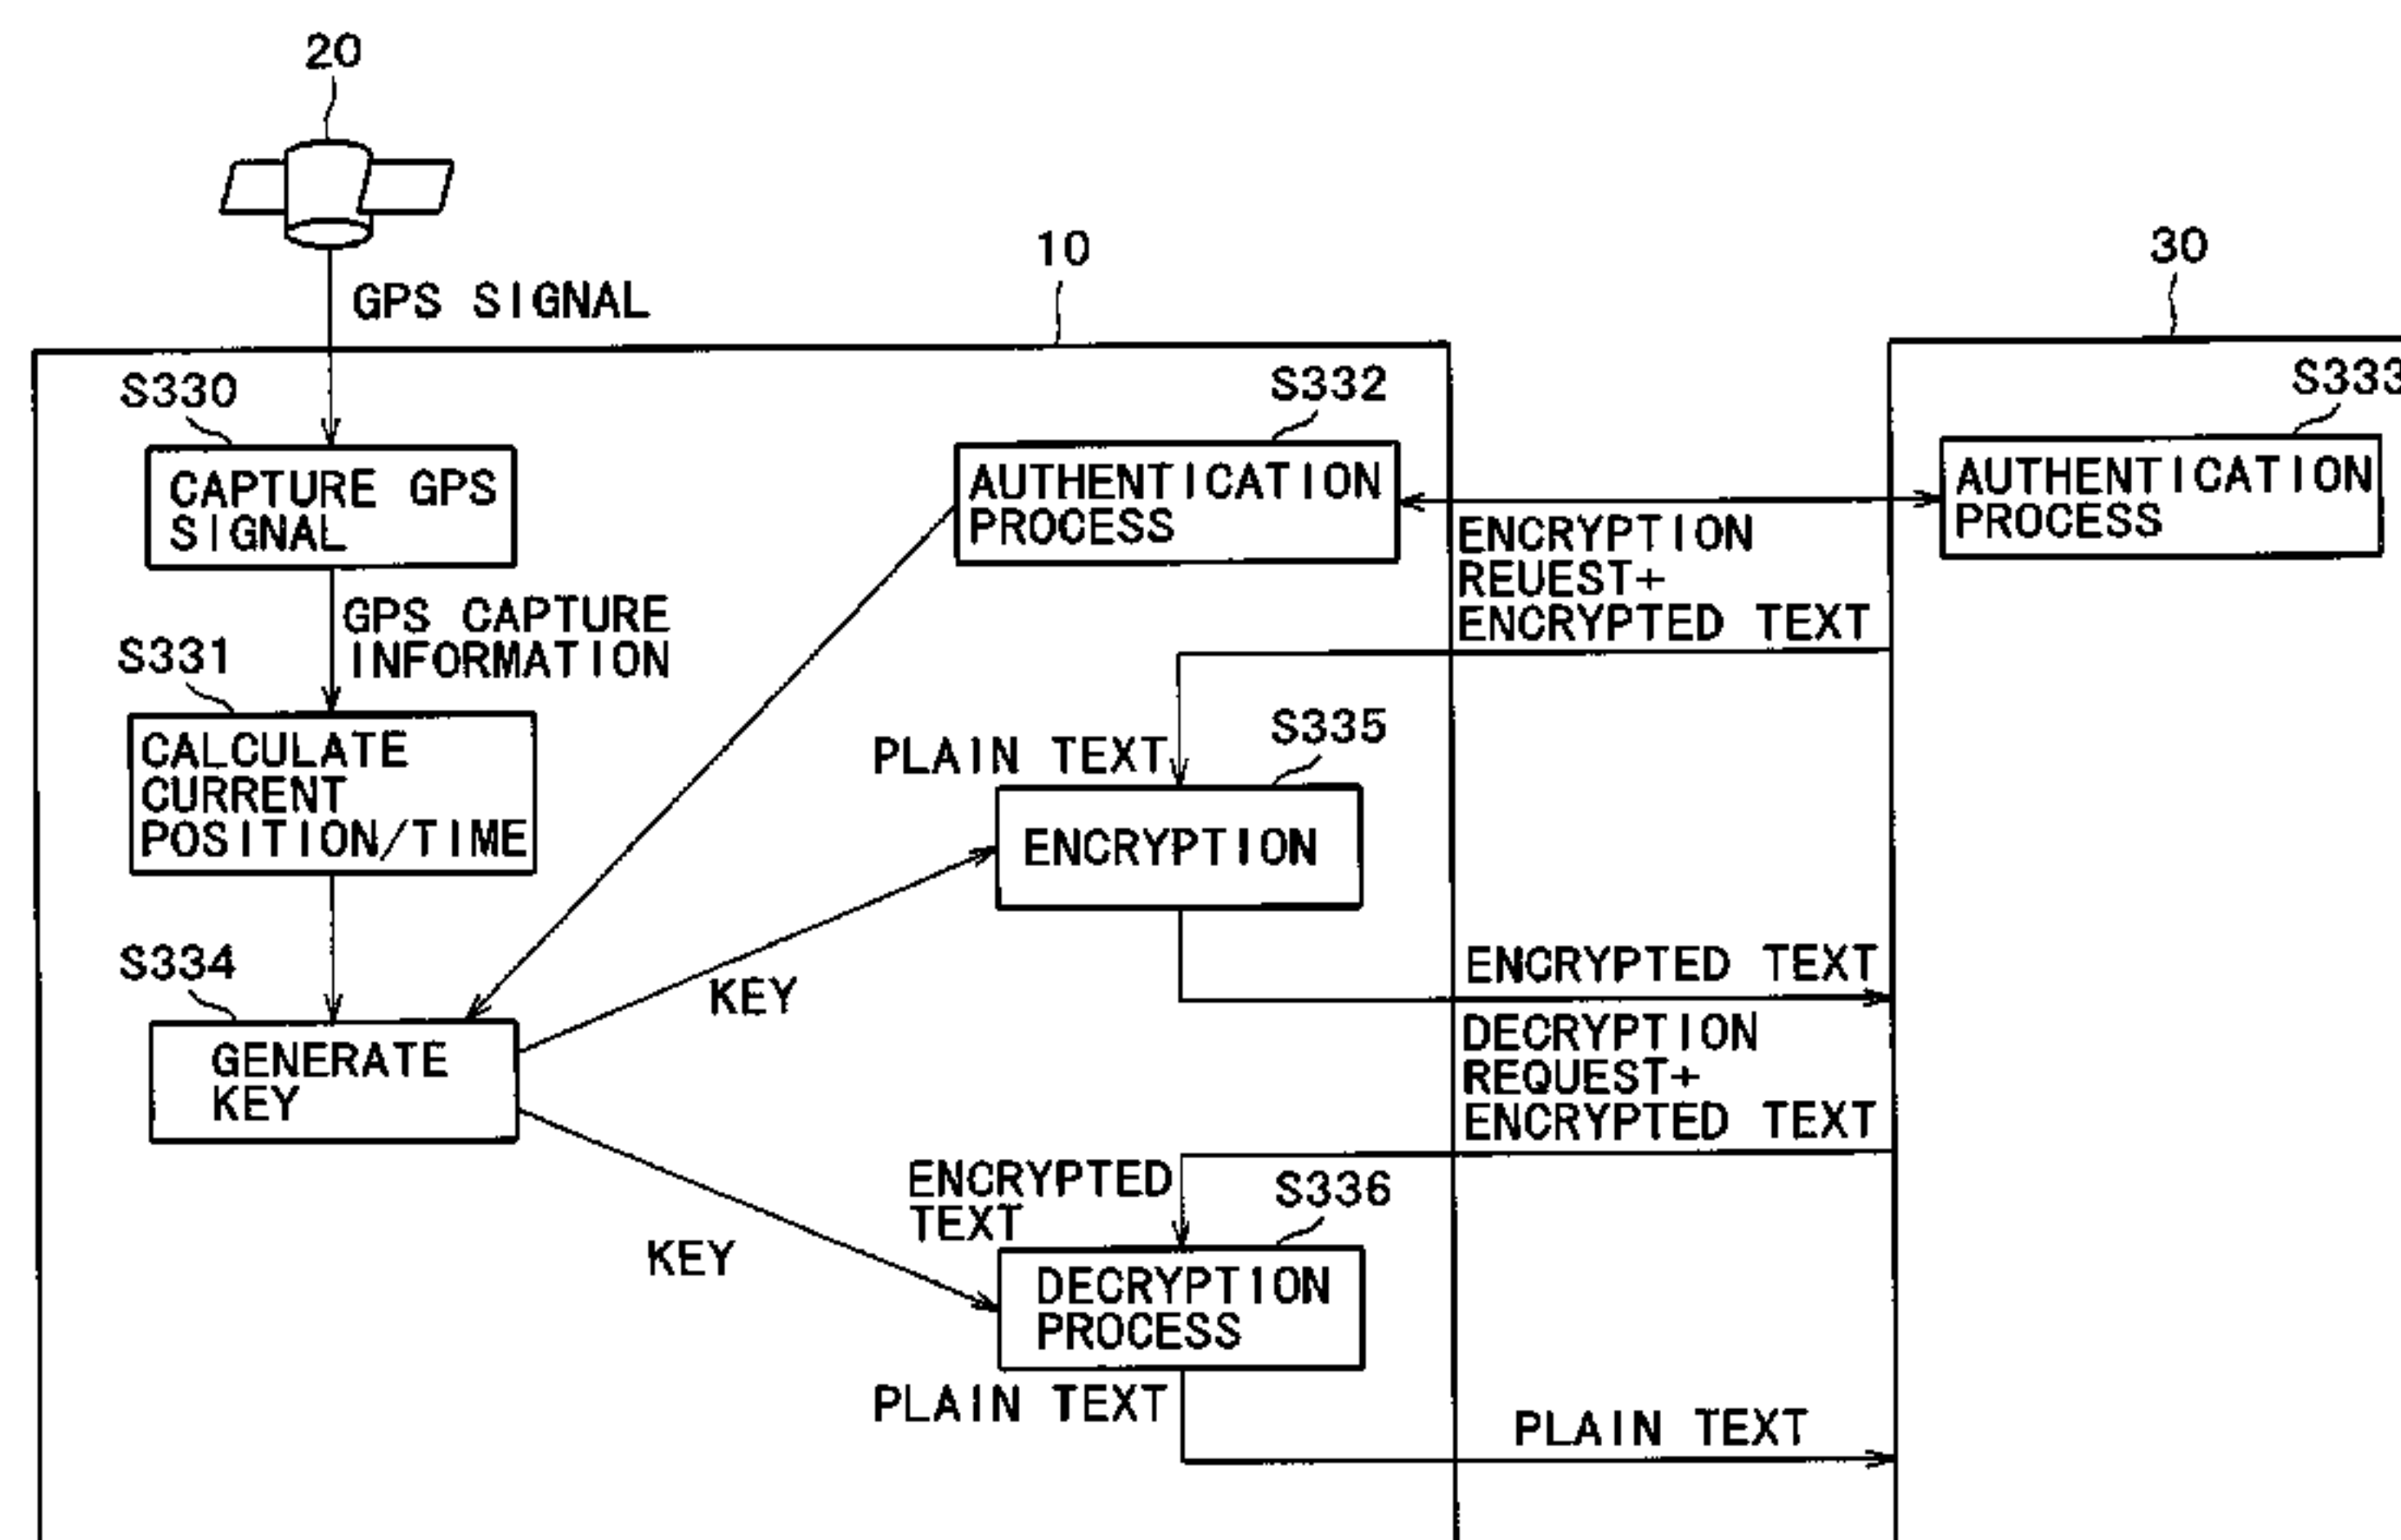 20
GPS SIGNAL
10
30
S330
S332
S333
CAPTURE GPS
SIGNAL
AUTHENTICATION
PROCESS
AUTHENTICATION
PROCESS
ENCRYPTION
REUEST+
ENCRYPTED TEXT
GPS CAPTURE
INFORMATION
S331
CALCULATE
CURRENT
POSITION/TIME
PLAIN TEXT
S335
ENCRYPTION
S334
KEY
ENCRYPTED TEXT
GENERATE
KEY
DECRYPTION
REQUEST+
ENCRYPTED TEXT
ENCRYPTED
TEXT
S336
KEY
DECRYPTION
PROCESS
PLAIN TEXT
PLAIN TEXT